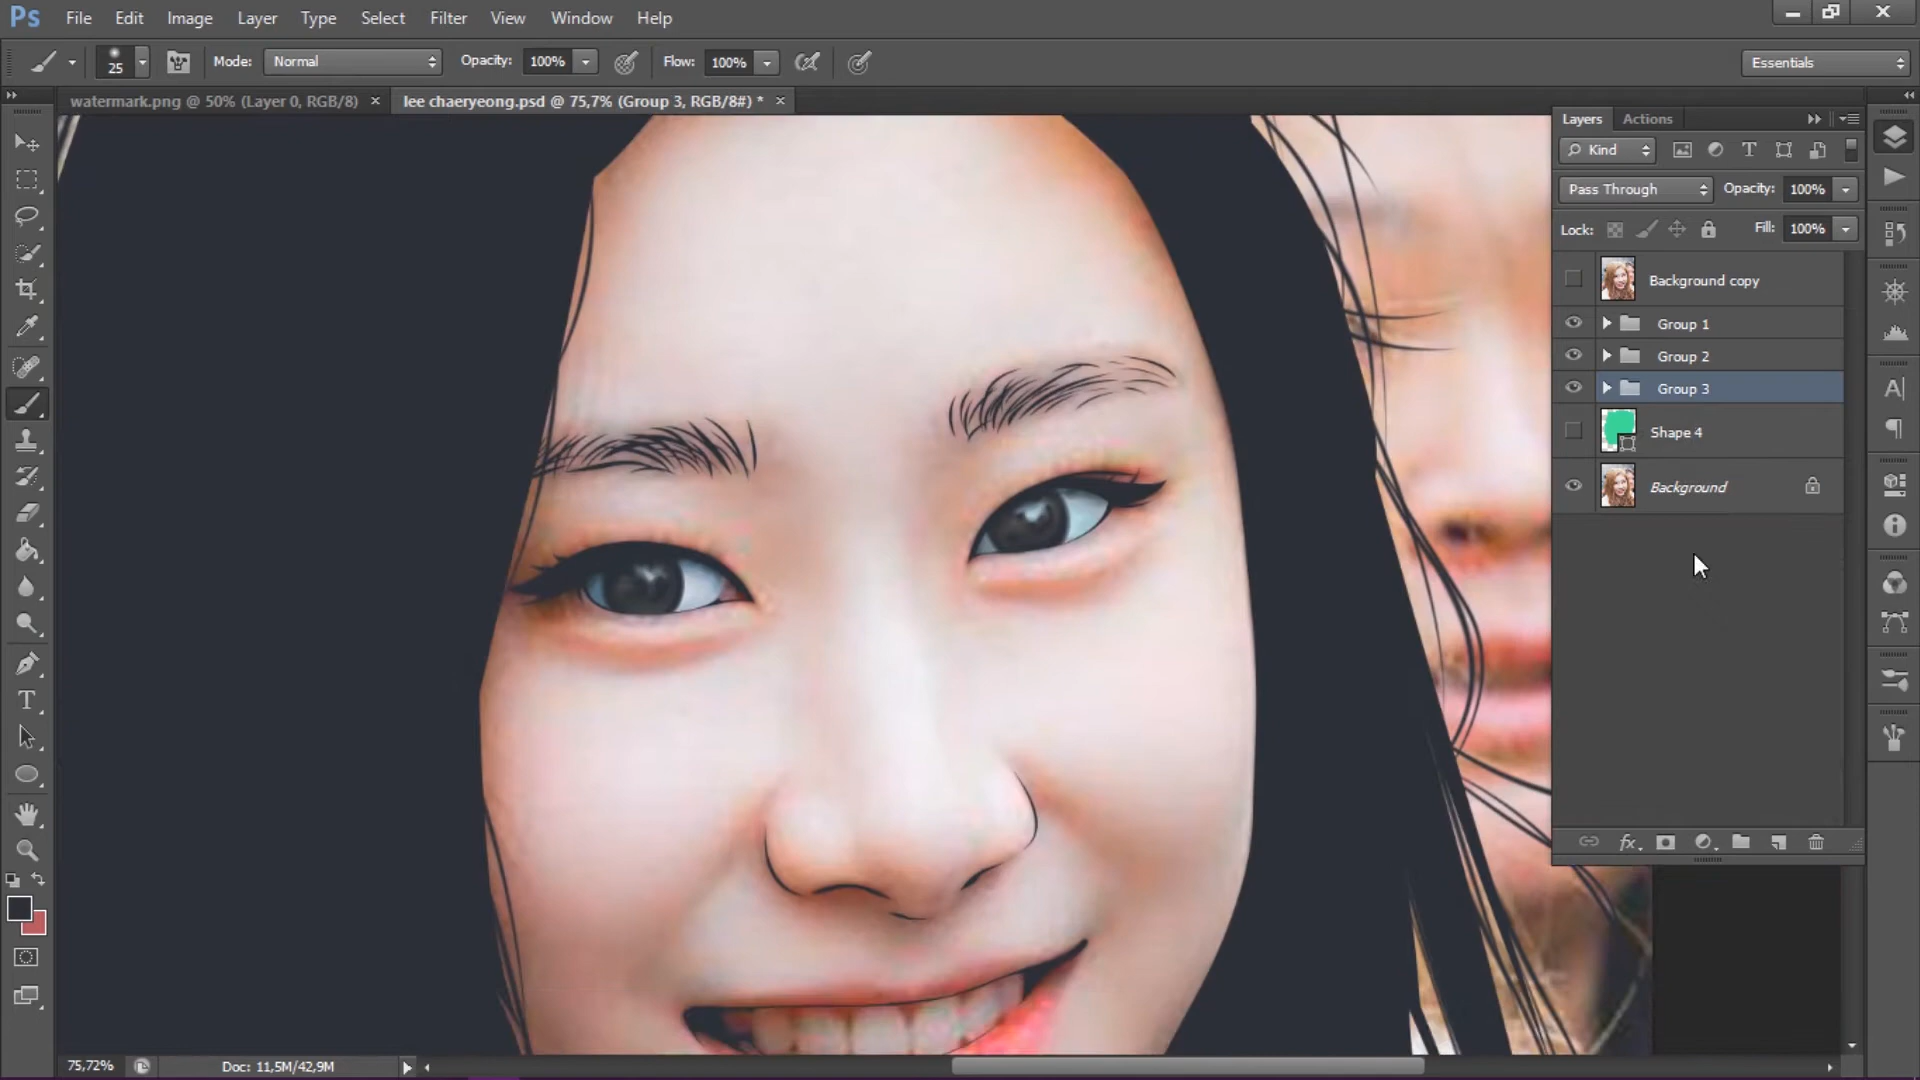 Ps File Edit Image Layer Type Select Filter View Window Help
25 Mode: Normal Opacity: 100% Flow: 100% Essentials
watermark.png @ 50% (Layer 0, RGB/8) × lee chaeryeong.psd @ 75,7% (Group 3, RGB/8#) * ×
Layers Actions
Kind
Pass Through Opacity: 100%
Lock: Fill: 100%
Background copy
Group 1
Group 2
Group 3
Shape 4
Background
fx
75,72% Doc: 11,5M/42,9M